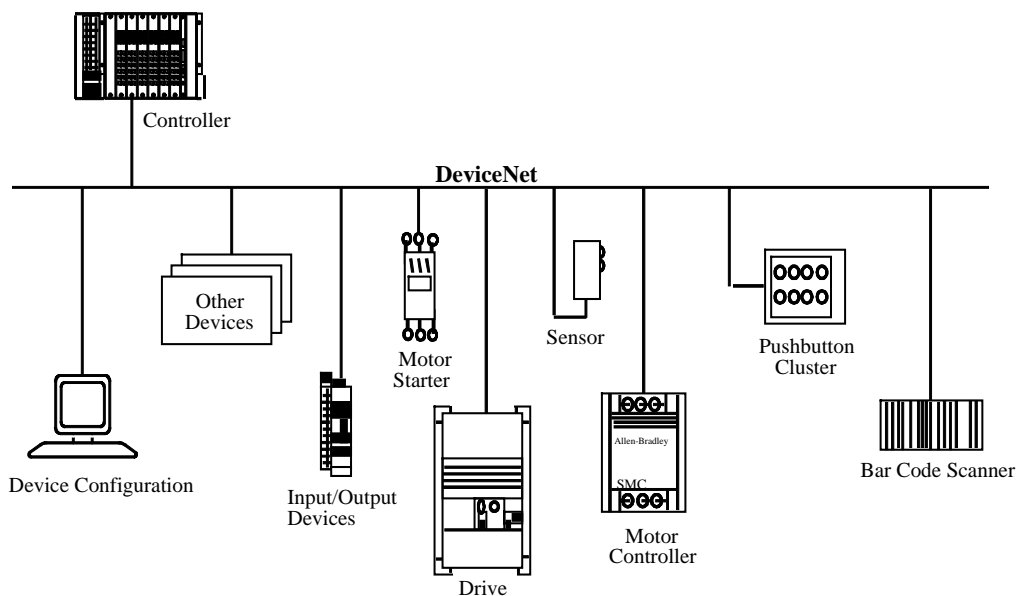 Controller
DeviceNet
Other
Devices
Motor
Starter
Sensor
Pushbutton
Cluster
Allen-Bradley
SMC
Device Configuration
Input/Output
Devices
Drive
Motor
Controller
Bar Code Scanner